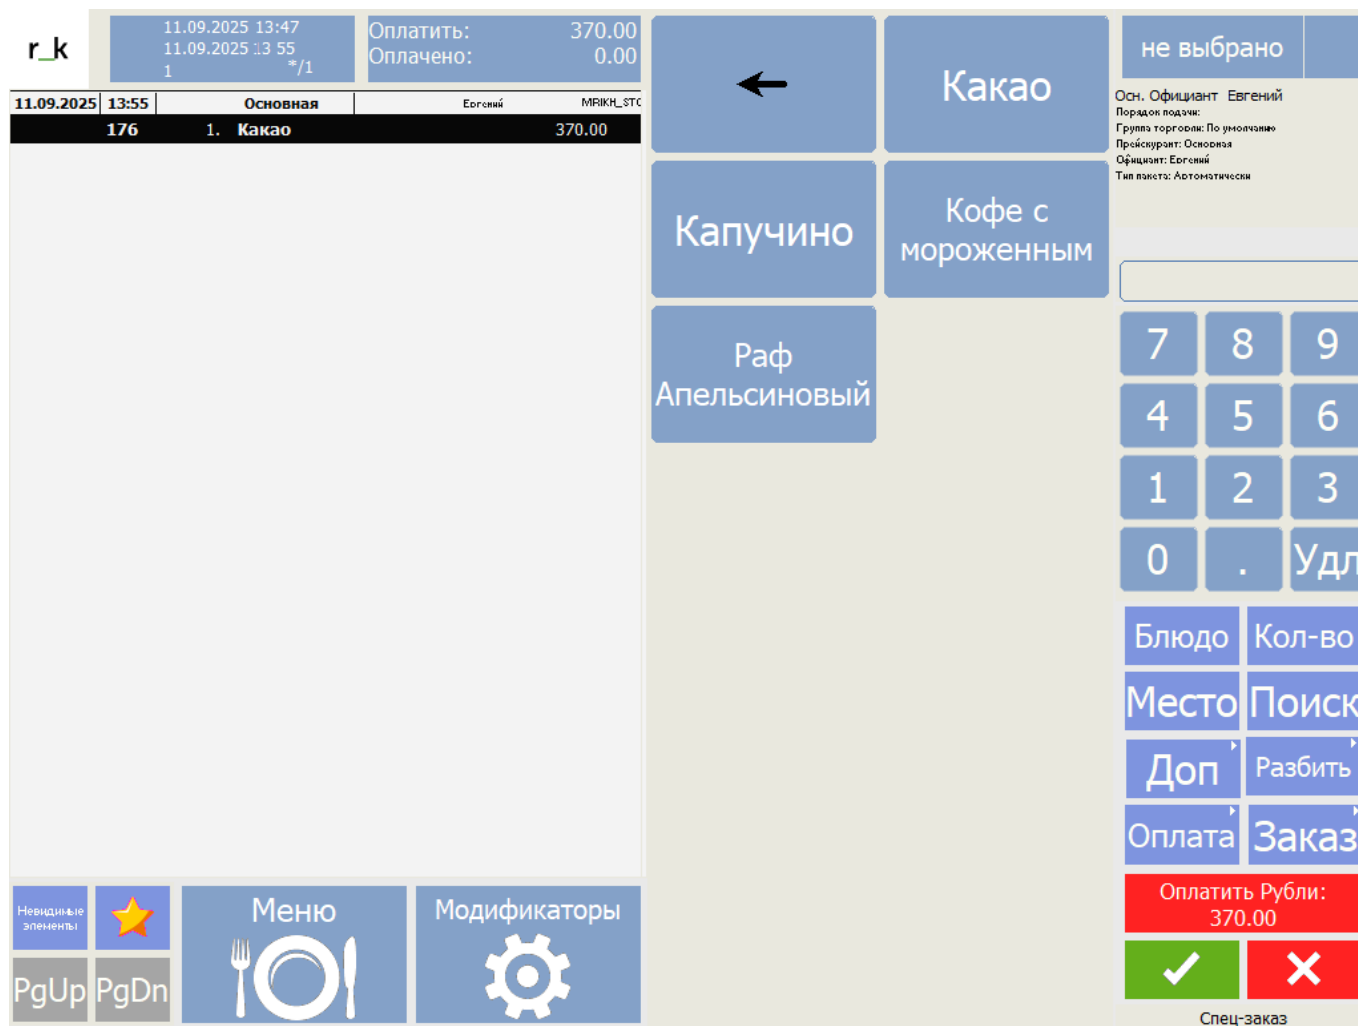 r_k
11.09.2025 13:47
11.09.2025 13 55
1 */1
Оплатить: 370.00
Оплачено: 0.00
11.09.2025 13:55 Основная Евгений MRIKH_STO
176 1. Какао 370.00
Какао
Капучино
Кофе с
мороженным
Раф
Апельсиновый
не выбрано
Осн. Официант Евгений
Порядок подачи:
Группа торговли: По умолчанию
Прейскурант: Основная
Официант: Евгений
Тип пакета: Автоматически
7 8 9
4 5 6
1 2 3
0 . Удл
Блюдо Кол-во
Место Поиск
Доп Разбить
Оплата Заказ
Оплатить Рубли:
370.00
Спец-заказ
Невидимые
элементы
PgUp PgDn
Меню
Модификаторы